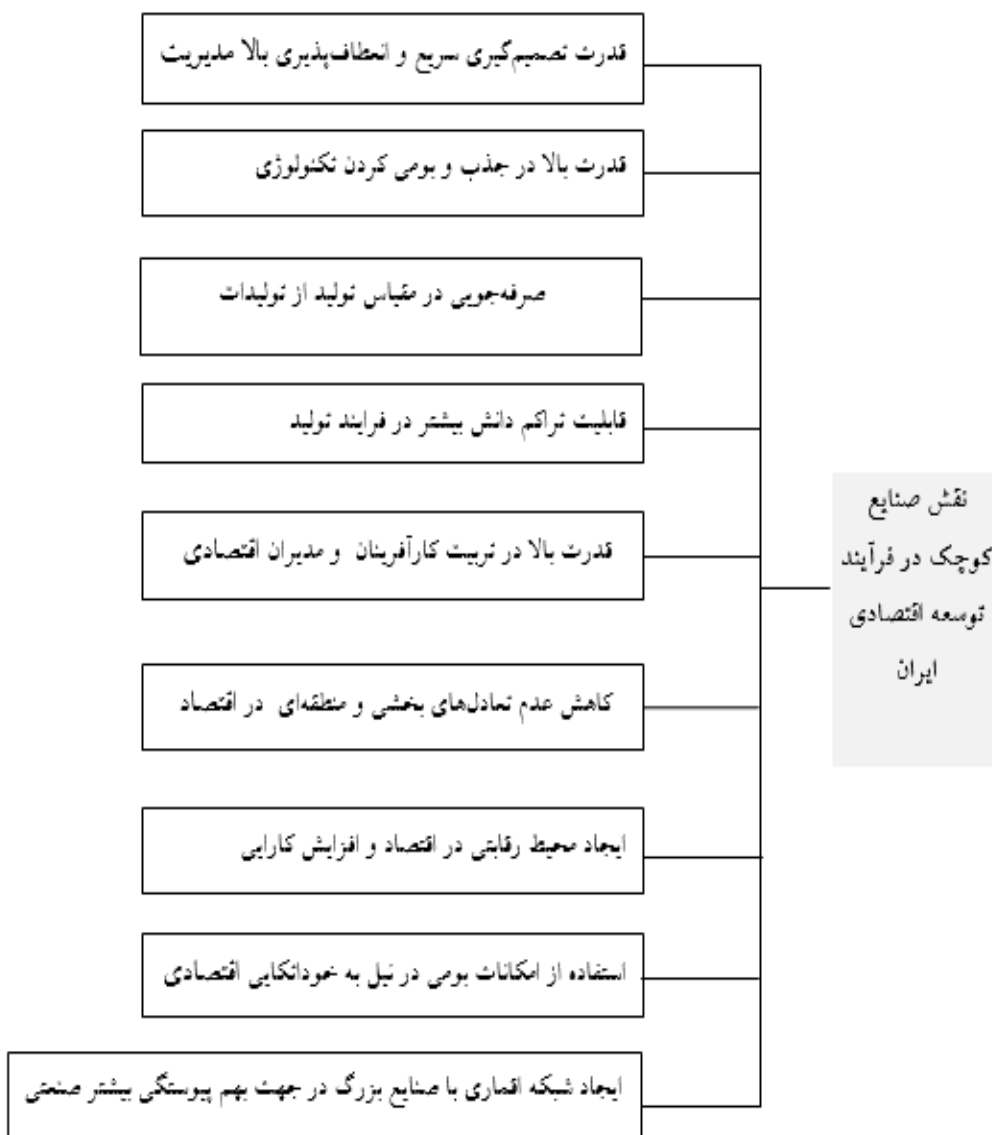 نقش صنایع
کوچک در فرآیند
توسعه اقتصادی
ایران
قدرت تصمیم‌گیری سریع و انعطاف‌پذیری بالا مدیریت
قدرت بالا در جذب و بومی کردن تکنولوژی
صرفه‌جویی در مقیاس تولید از تولیدات
قابلیت تراکم دانش بیشتر در فرایند تولید
قدرت بالا در تربیت کارآفرینان و مدیران اقتصادی
کاهش عدم تعادل‌های بخشی و منطقه‌ای در اقتصاد
ایجاد محیط رقابتی در اقتصاد و افزایش کارایی
استفاده از امکانات بومی در نیل به خوداتکایی اقتصادی
ایجاد شبکه اقماری با صنایع بزرگ در جهت بهم پیوستگی بیشتر صنعتی